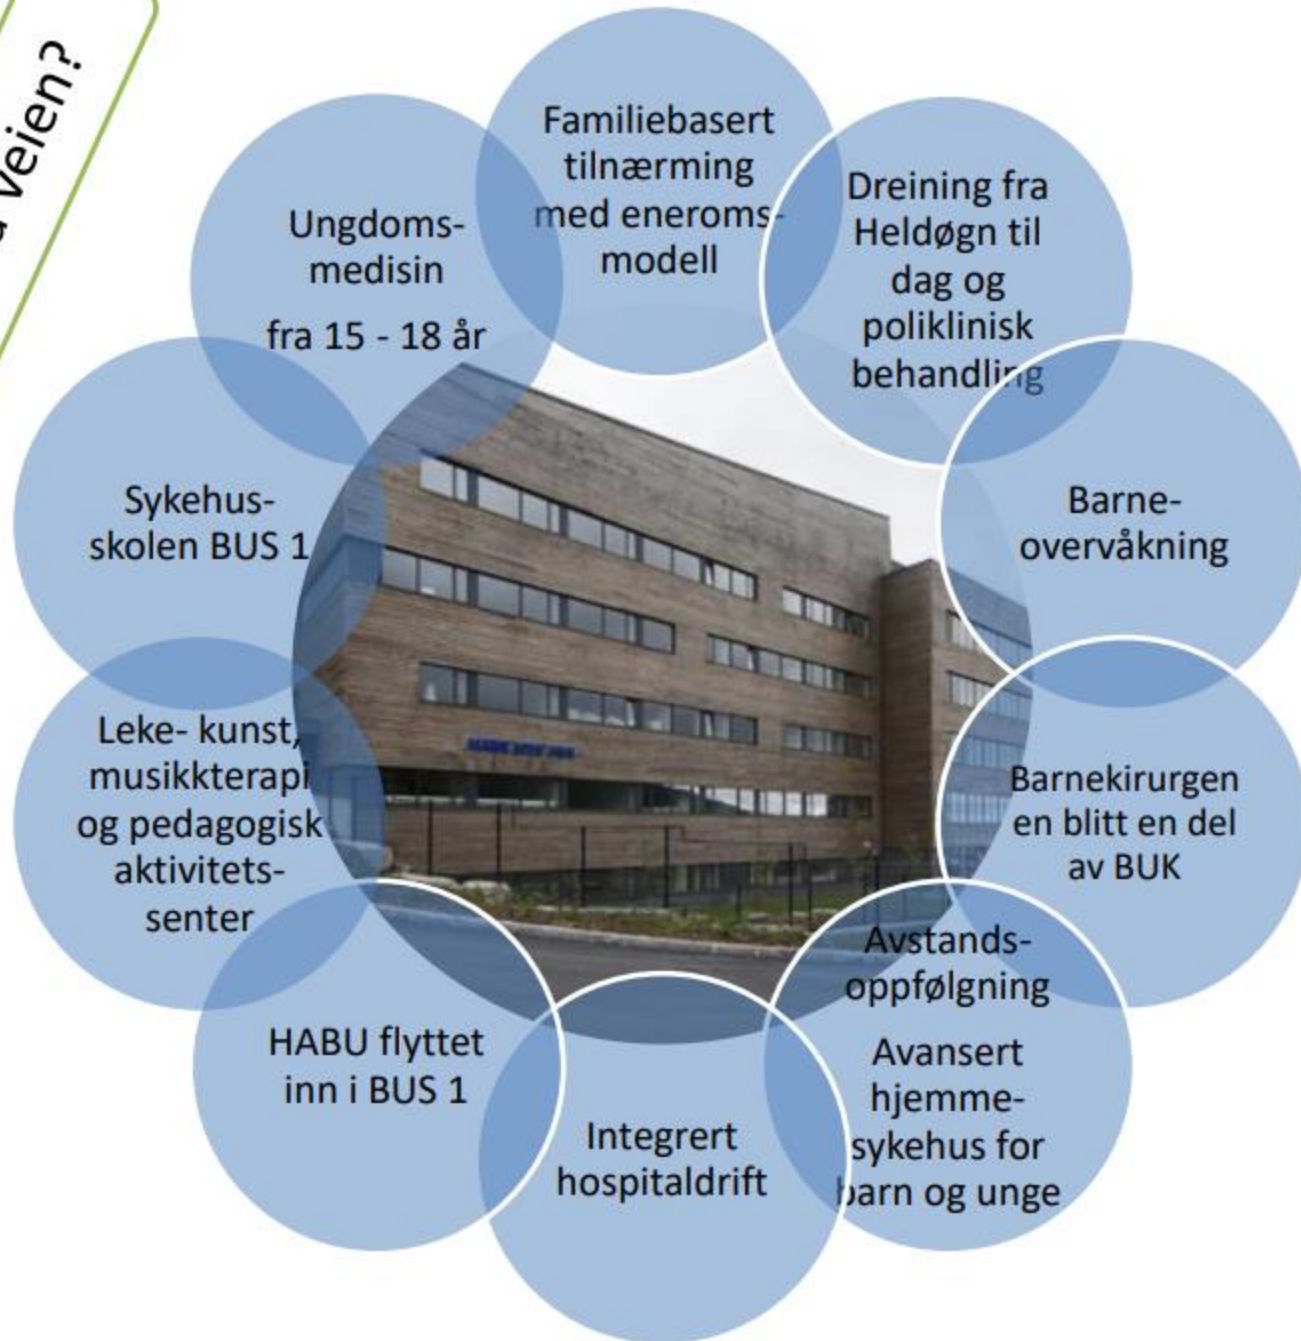 veien?
Familiebasert
tilnærming
med eneroms-
modell
Dreining fra
Heldøgn til
dag og
poliklinisk
behandling
Barne-
overvåkning
Barnekirurgen
en blitt en del
av BUK
Avstands-
oppfølgning
Avansert
hjemme-
sykehus for
barn og unge
Integrert
hospitaldrift
HABU flyttet
inn i BUS 1
Leke- kunst,
musikkterapi
og pedagogisk
aktivitets-
senter
Sykehus-
skolen BUS 1
Ungdoms-
medisin
fra 15 - 18 år